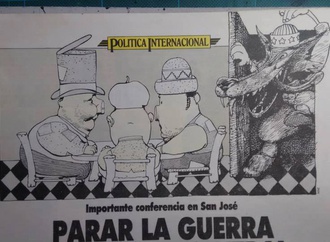 POLITICA INTERNACIONAL
Importante conferencia en San José
PARAR LA GUERRA